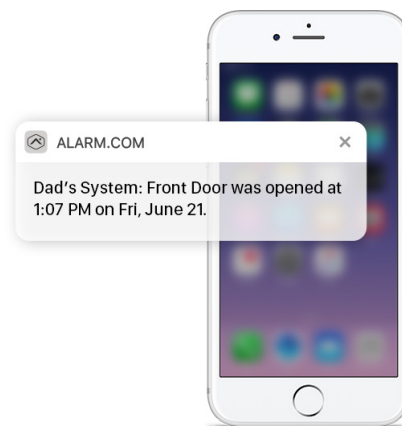 ALARM.COM
Dad's System: Front Door was opened at
1:07 PM on Fri, June 21.